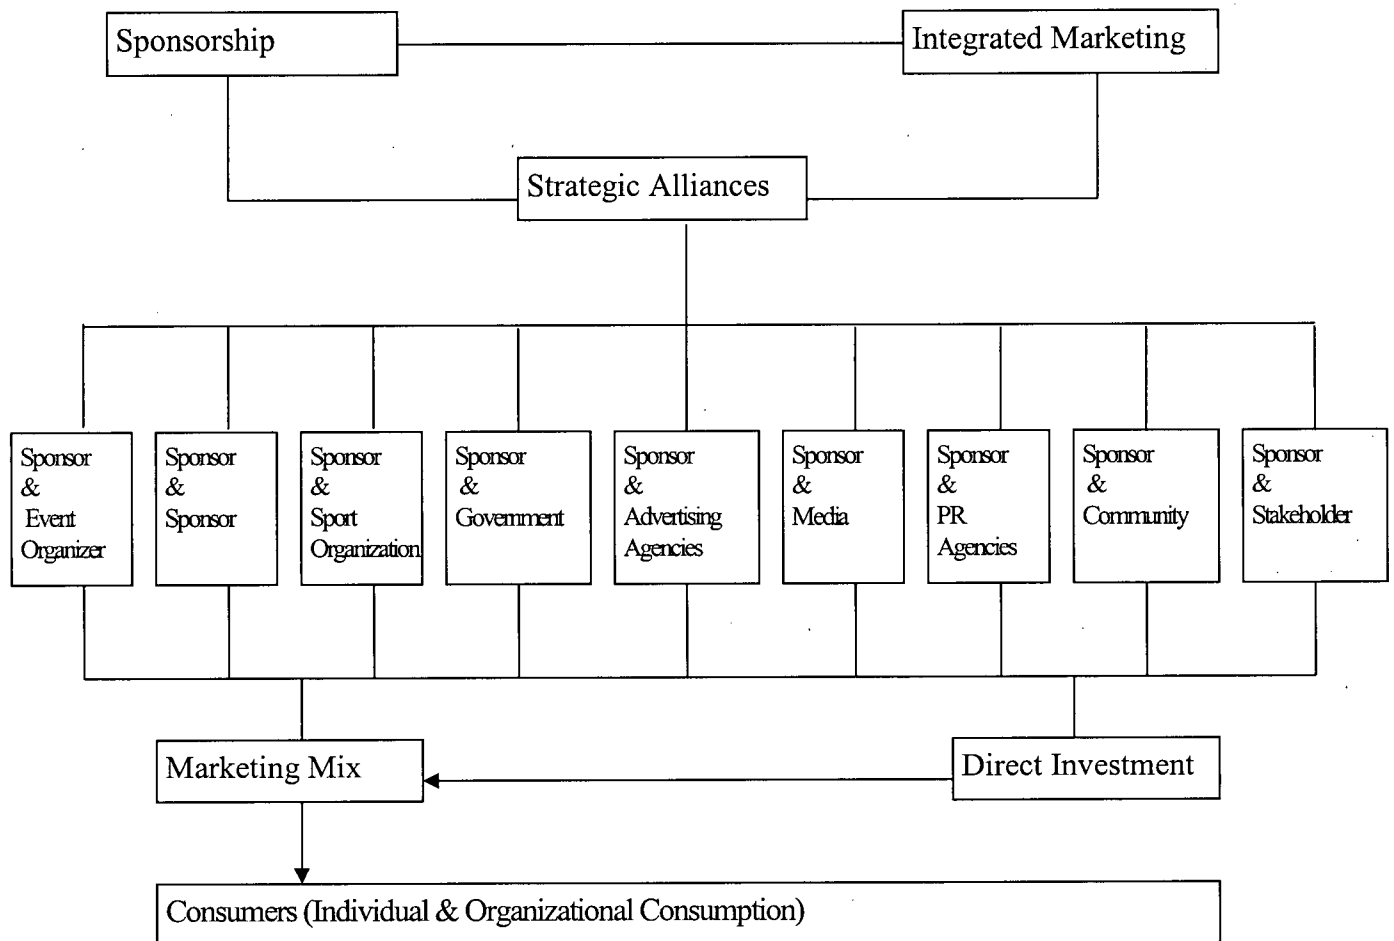 Sponsorship
Integrated Marketing
Strategic Alliances
Sponsor
&
Event
Organizer
Sponsor
&
Sponsor
Sponsor
&
Sport
Organization
Sponsor
&
Government
Sponsor
&
Advertising
Agencies
Sponsor
&
Media
Sponsor
&
PR
Agencies
Sponsor
&
Community
Sponsor
&
Stakeholder
Marketing Mix
Direct Investment
Consumers (Individual & Organizational Consumption)